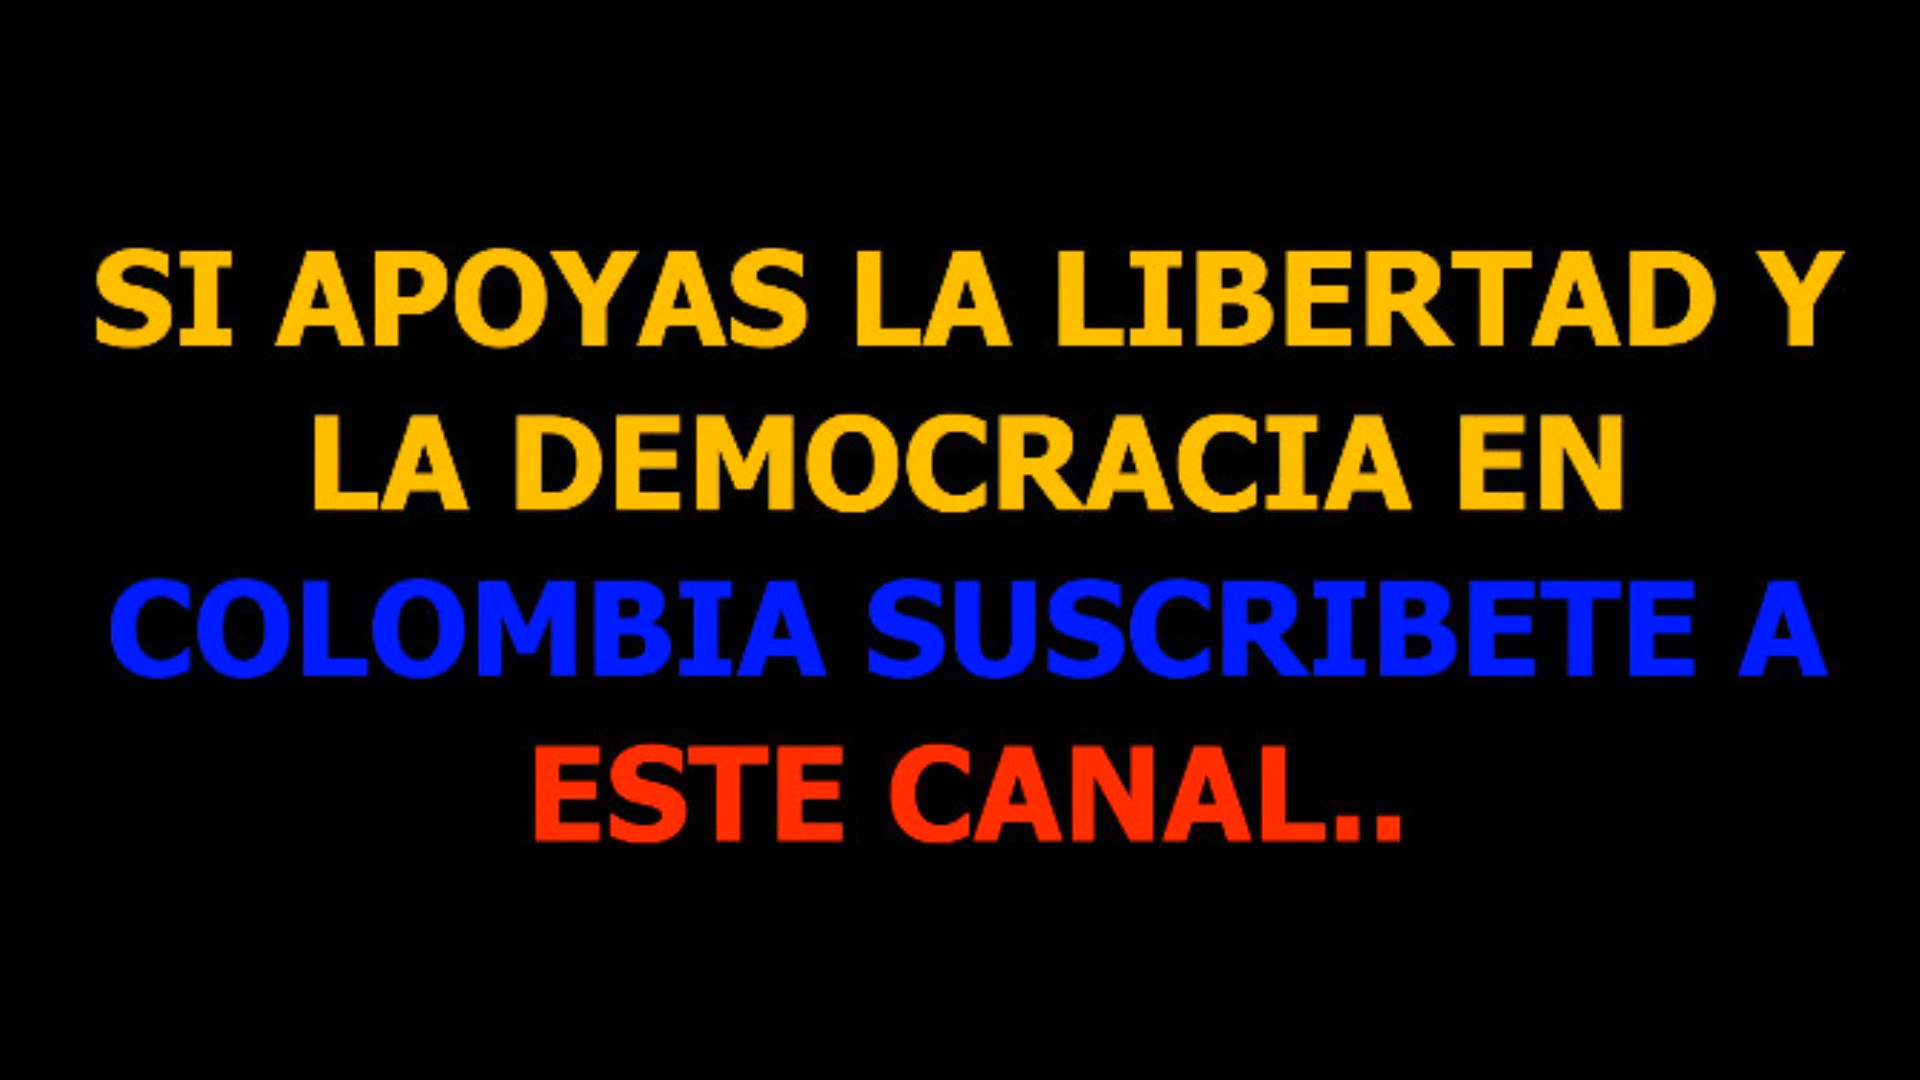 SI APOYAS LA LIBERTAD Y
LA DEMOCRACIA EN
COLOMBIA SUSCRIBETE A
ESTE CANAL..